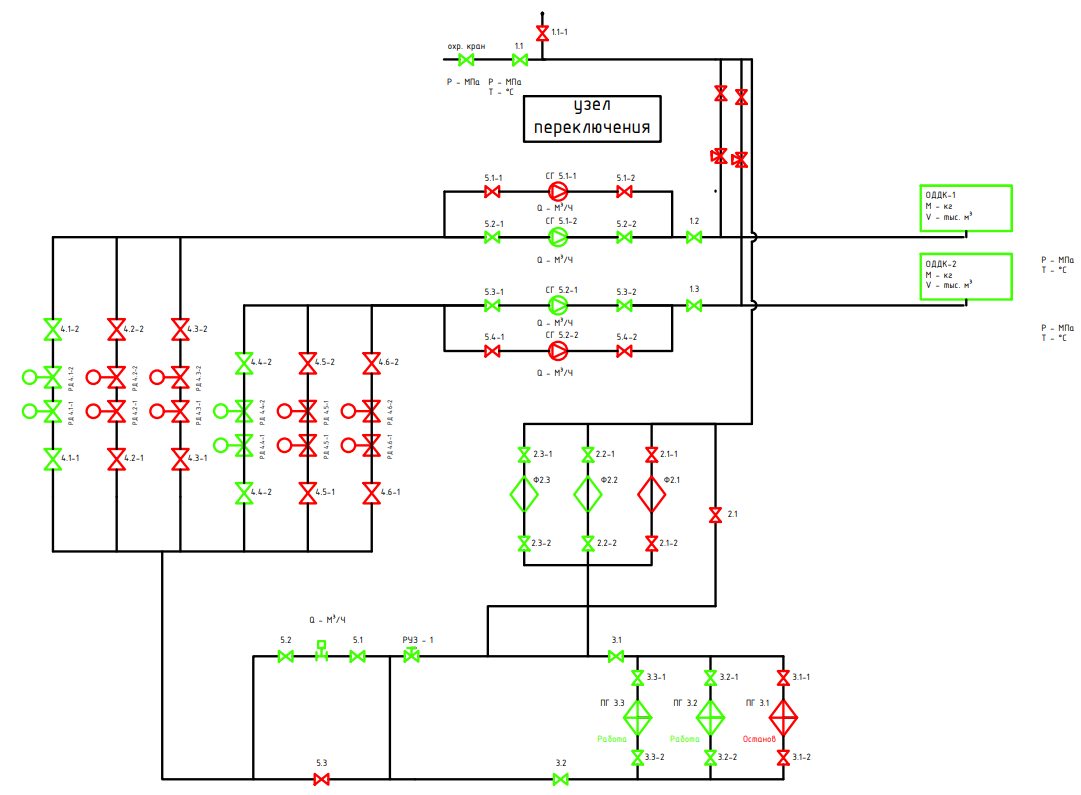 1.1-1
охр. кран
1.1
P - МПа
P - МПа
T - °C
узел
переключения
5.1-1
СГ 5.1-1
5.1-2
Q - М³/Ч
5.2-1
СГ 5.1-2
5.2-2
1.2
Q - М³/Ч
ОДДК-1
M - кг
V - тыс. м³
ОДДК-2
M - кг
V - тыс. м³
P - МПа
T - °C
5.3-1
СГ 5.2-1
5.3-2
1.3
Q - М³/Ч
5.4-1
СГ 5.2-2
5.4-2
Q - М³/Ч
P - МПа
T - °C
4.1-2
4.2-2
4.3-2
4.4-2
4.5-2
4.6-2
РД 4.1-2
РД 4.2-2
РД 4.3-2
РД 4.1-1
РД 4.2-1
РД 4.3-1
РД 4.4-2
РД 4.5-1
РД 4.6-2
РД 4.4-1
РД 4.5-1
РД 4.6-1
4.1-1
4.2-1
4.3-1
4.4-2
4.5-1
4.6-1
2.3-1
2.2-1
2.1-1
Ф2.3
Ф2.2
Ф2.1
2.1
2.3-2
2.2-2
2.1-2
Q - М³/Ч
5.2
5.1
РУЗ - 1
3.1
3.3-1
3.2-1
3.1-1
ПГ 3.3
ПГ 3.2
ПГ 3.1
Работа
Работа
Останов
3.3-2
3.2-2
3.1-2
5.3
3.2